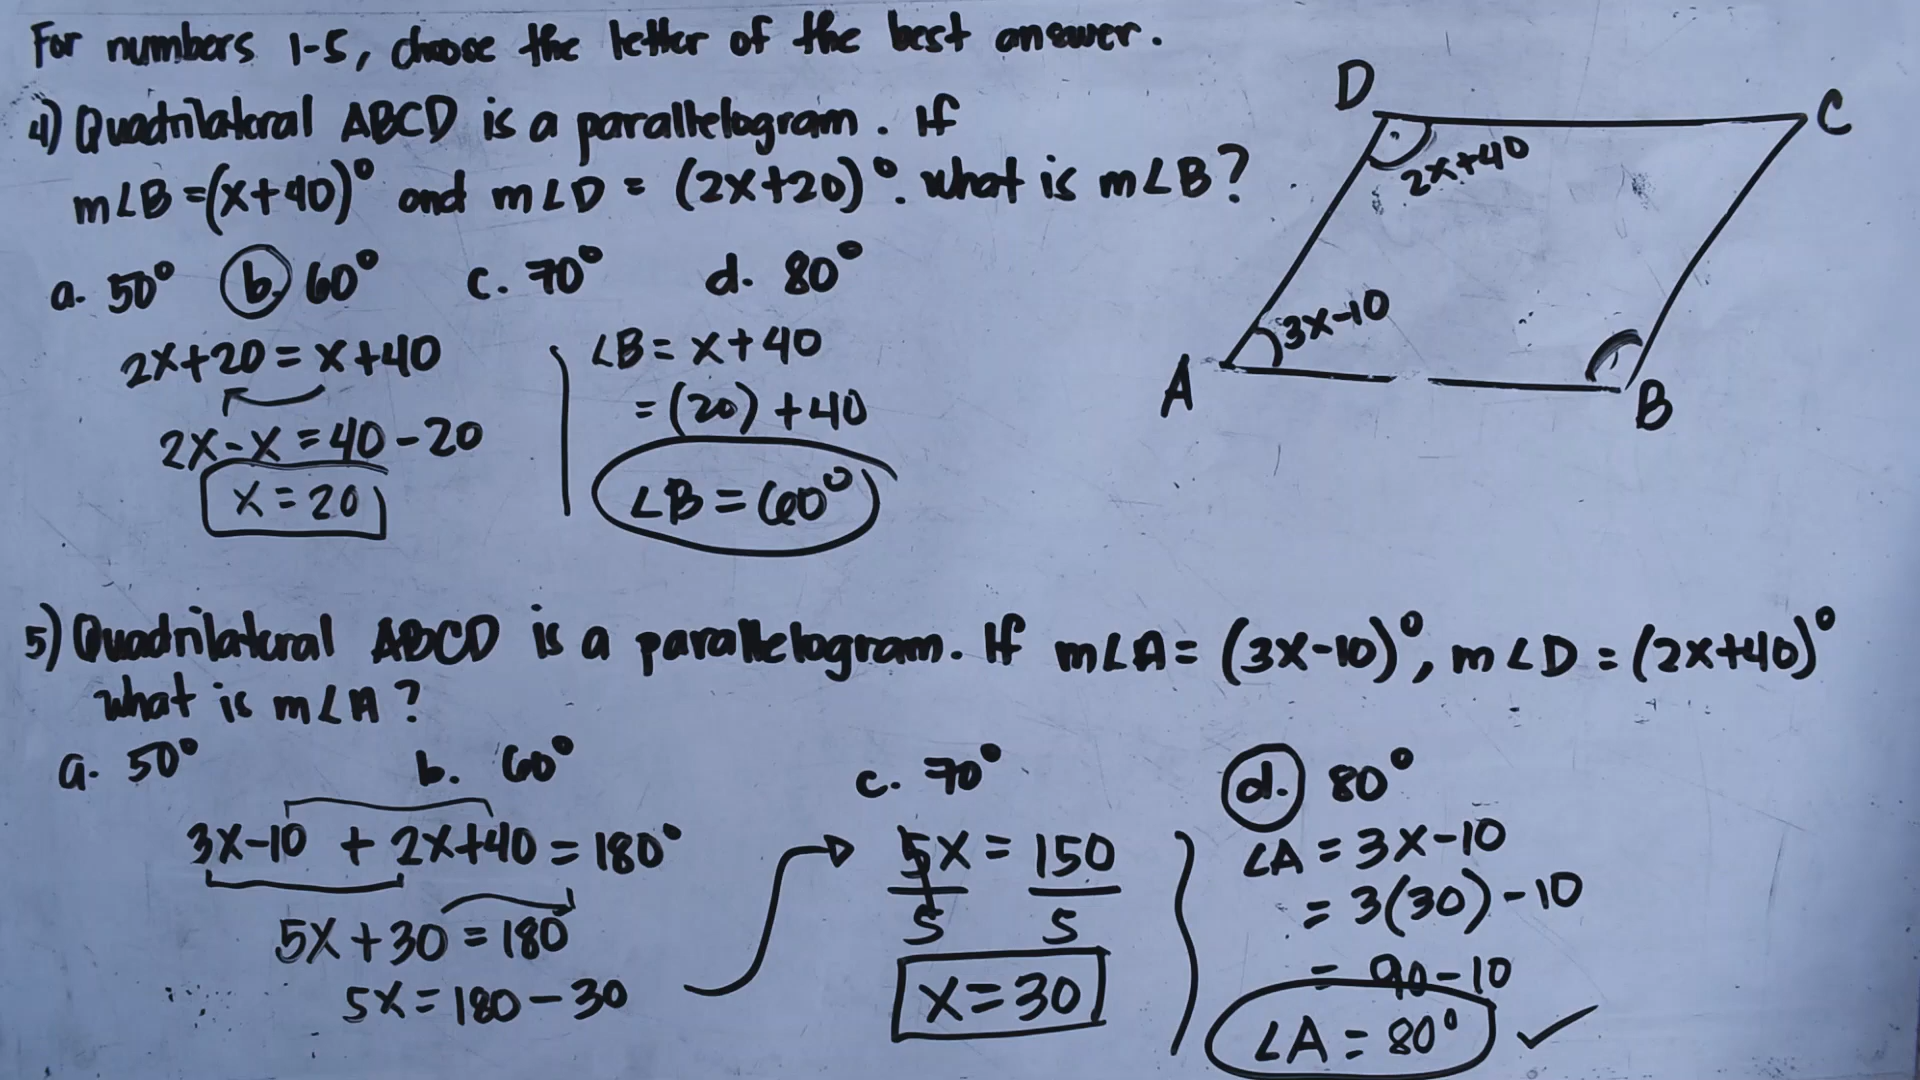 For numbers 1-5, choose the letter of the best answer.
4) Quadrilateral ABCD is a parallelogram. If
m∠B = (x+40)° and m∠D = (2x+20)°. what is m∠B?
a. 50° b. 60° c. 70° d. 80°
2x+20 = x+40
2x-x = 40-20
x = 20
∠B = x+40
= (20) +40
∠B = 60°
D
C
2x+40
3x-10
A
B
5) Quadrilateral ABCD is a parallelogram. If m∠A = (3x-10)°, m∠D = (2x+40)°
what is m∠A?
a. 50° b. 60° c. 70° d. 80°
3x-10 + 2x+40 = 180°
5x+30 = 180
5x = 180-30
5x = 150
5 5
x = 30
∠A = 3x-10
= 3(30)-10
= 90-10
∠A = 80° ✓